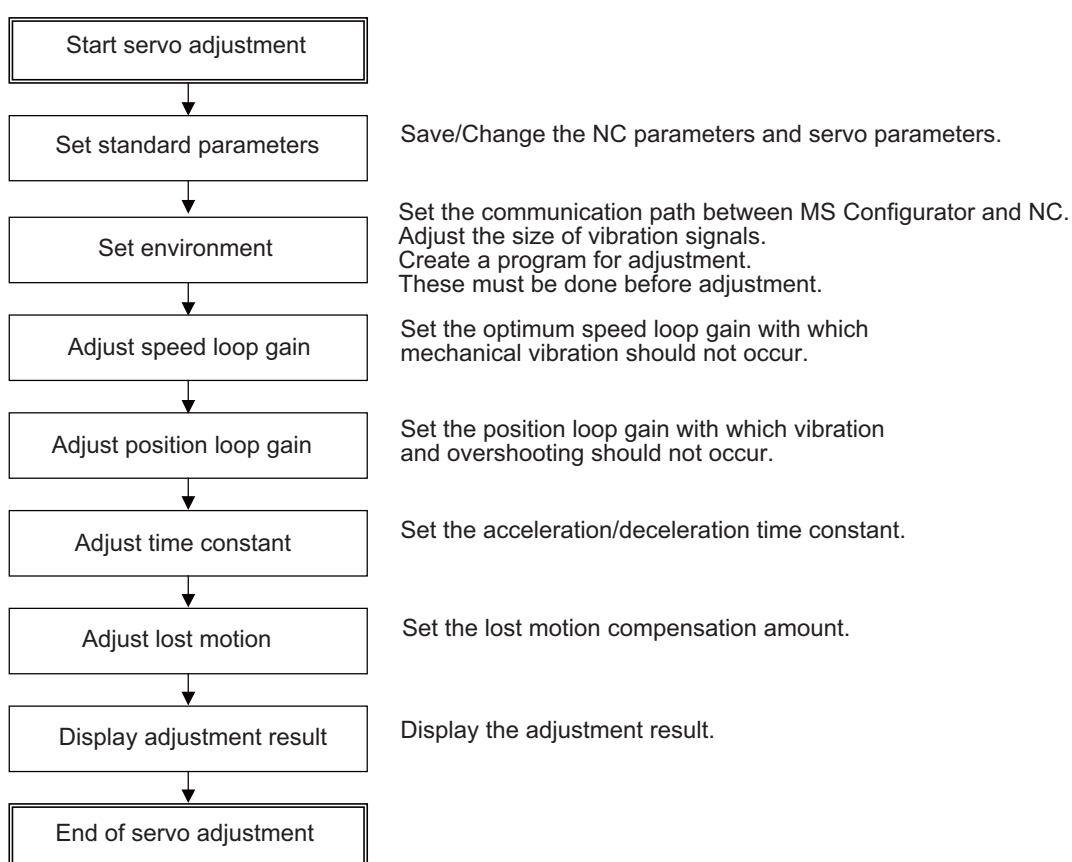 Start servo adjustment
Set standard parameters
Save/Change the NC parameters and servo parameters.
Set environment
Set the communication path between MS Configurator and NC.
Adjust the size of vibration signals.
Create a program for adjustment.
These must be done before adjustment.
Adjust speed loop gain
Set the optimum speed loop gain with which
mechanical vibration should not occur.
Adjust position loop gain
Set the position loop gain with which vibration
and overshooting should not occur.
Adjust time constant
Set the acceleration/deceleration time constant.
Adjust lost motion
Set the lost motion compensation amount.
Display adjustment result
Display the adjustment result.
End of servo adjustment